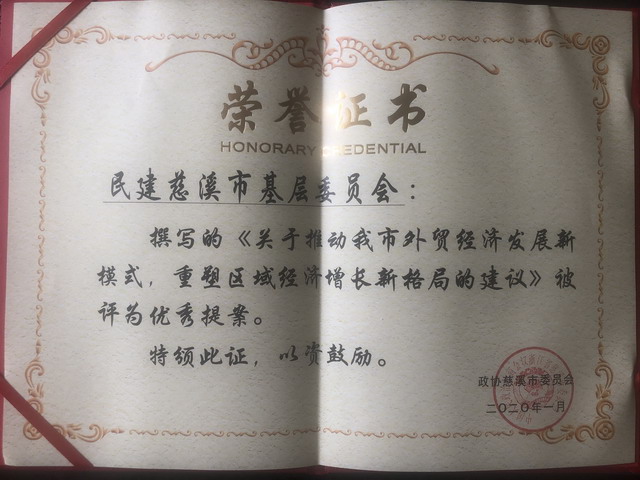 荣誉证书
HONORARY CREDENTIAL
民建慈溪市基层委员会：
撰写的《关于推动我市外贸经济发展新
模式，重塑区域经济增长新格局的建议》被
评为优秀提案。
特颁此证，以资鼓励。
政协慈溪市委员会
二〇二〇年一月